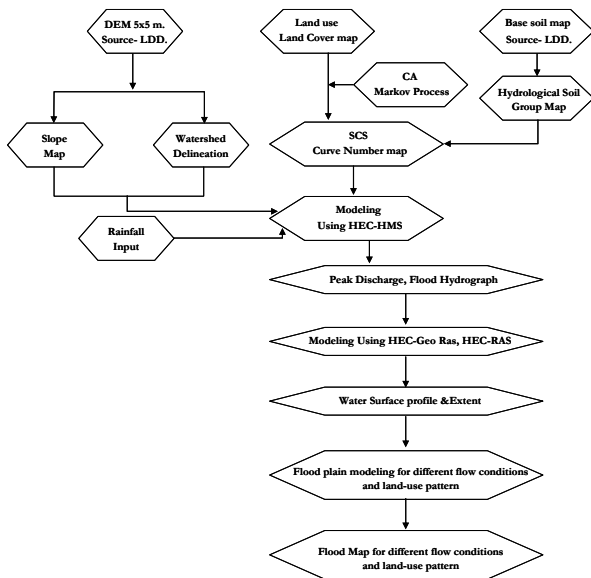 DEM 5x5 m.
Source- LDD.
Land use
Land Cover map
Base soil map
Source- LDD.
CA
Markov Process
Hydrological Soil
Group Map
Slope
Map
Watershed
Delineation
SCS
Curve Number map
Modeling
Using HEC-HMS
Rainfall
Input
Peak Discharge, Flood Hydrograph
Modeling Using HEC-Geo Ras, HEC-RAS
Water Surface profile &Extent
Flood plain modeling for different flow conditions
and land-use pattern
Flood Map for different flow conditions
and land-use pattern